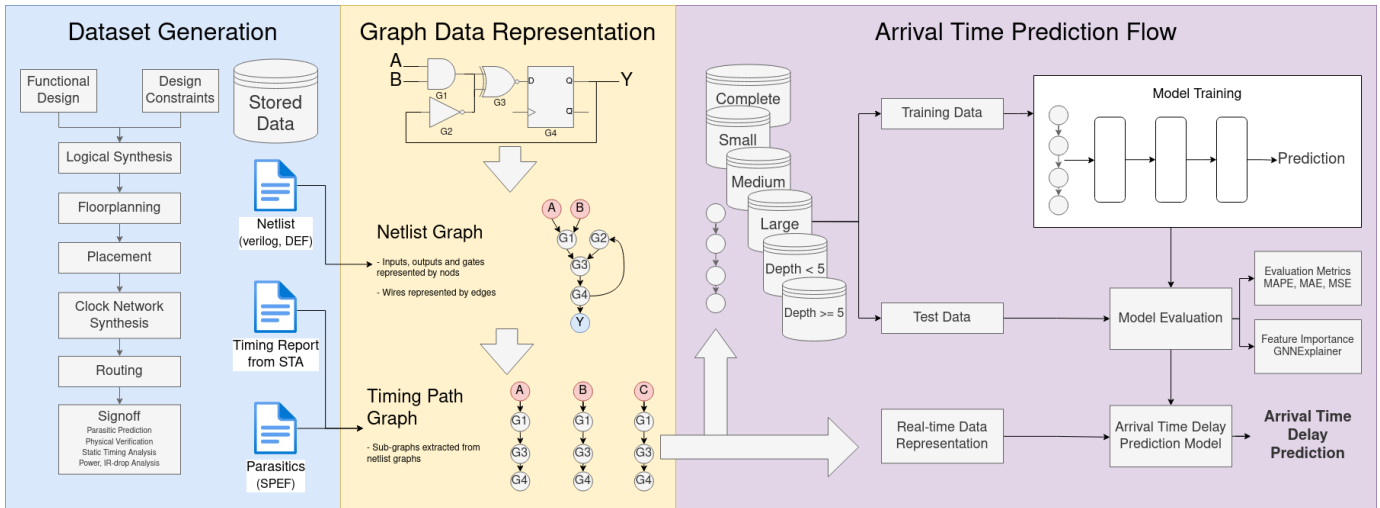 Dataset Generation
Functional
Design
Design
Constraints
Stored
Data
Logical Synthesis
Floorplanning
Placement
Clock Network
Synthesis
Routing
Signoff
Parasitic Prediction
Physical Verification
Static Timing Analysis
Power, IR-drop Analysis
Netlist
(verilog, DEF)
Timing Report
from STA
Parasitics
(SPEF)
Graph Data Representation
A
B
G1
G2
G3
D
Q
Q
G4
Y
Netlist Graph
- Inputs, outputs and gates
represented by nods
- Wires represented by edges
A
B
G1
G2
G3
G4
Y
Timing Path
Graph
- Sub-graphs extracted from
netlist graphs
A
B
C
G1
G1
G1
G3
G3
G3
G4
G4
G4
Arrival Time Prediction Flow
Complete
Small
Medium
Large
Depth < 5
Depth >= 5
Training Data
Test Data
Real-time Data
Representation
Model Training
Prediction
Model Evaluation
Evaluation Metrics
MAPE, MAE, MSE
Feature Importance
GNNExplainer
Arrival Time Delay
Prediction Model
Arrival Time
Delay
Prediction